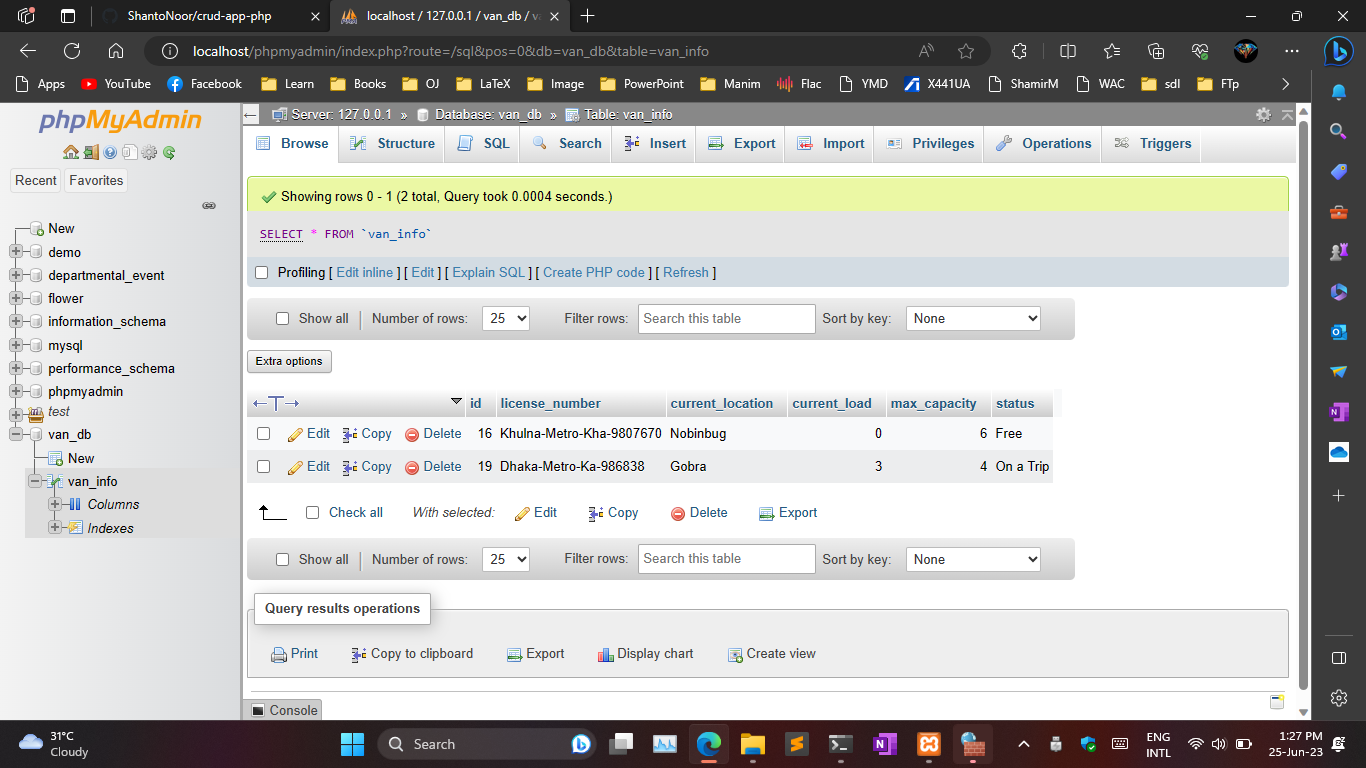 ShantoNoor/crud-app-php
localhost / 127.0.0.1 / van_db / v
localhost/phpmyadmin/index.php?route=/sql&pos=0&db=van_db&table=van_info
Apps YouTube Facebook Learn Books OJ LaTeX Image PowerPoint Manim Flac YMD X441UA ShamirM WAC sdl FTp
phpMyAdmin
Recent Favorites
New
demo
departmental_event
flower
information_schema
mysql
performance_schema
phpmyadmin
test
van_db
New
van_info
Columns
Indexes
Server: 127.0.0.1 » Database: van_db » Table: van_info
Browse Structure SQL Search Insert Export Import Privileges Operations Triggers
Showing rows 0 - 1 (2 total, Query took 0.0004 seconds.)
SELECT * FROM `van_info`
Profiling [ Edit inline ] [ Edit ] [ Explain SQL ] [ Create PHP code ] [ Refresh ]
Show all Number of rows: 25 Filter rows: Search this table Sort by key: None
Extra options
id license_number current_location current_load max_capacity status
Edit Copy Delete 16 Khulna-Metro-Kha-9807670 Nobinbug 0 6 Free
Edit Copy Delete 19 Dhaka-Metro-Ka-986838 Gobra 3 4 On a Trip
Check all With selected: Edit Copy Delete Export
Show all Number of rows: 25 Filter rows: Search this table Sort by key: None
Query results operations
Print Copy to clipboard Export Display chart Create view
Console
31°C
Cloudy
Search
ENG
INTL
1:27 PM
25-Jun-23